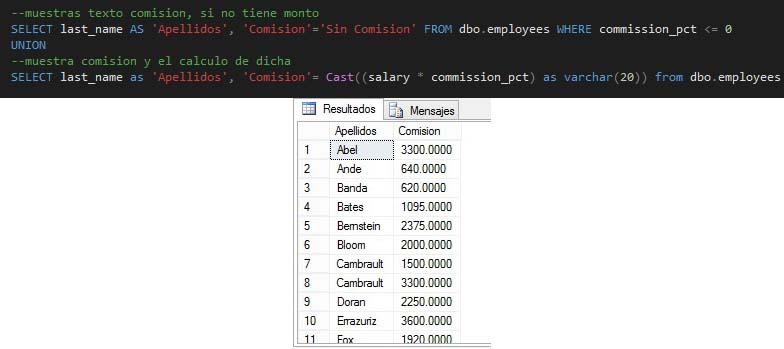 --muestras texto comision, si no tiene monto
SELECT last_name AS 'Apellidos', 'Comision'='Sin Comision' FROM dbo.employees WHERE commission_pct <= 0
UNION
--muestra comision y el calculo de dicha
SELECT last_name as 'Apellidos', 'Comision'= Cast((salary * commission_pct) as varchar(20)) from dbo.employees
Resultados Mensajes
Apellidos Comision
1 Abel 3300.0000
2 Ande 640.0000
3 Banda 620.0000
4 Bates 1095.0000
5 Bernstein 2375.0000
6 Bloom 2000.0000
7 Cambrault 1500.0000
8 Cambrault 3300.0000
9 Doran 2250.0000
10 Errazuriz 3600.0000
11 Fox 1920.0000